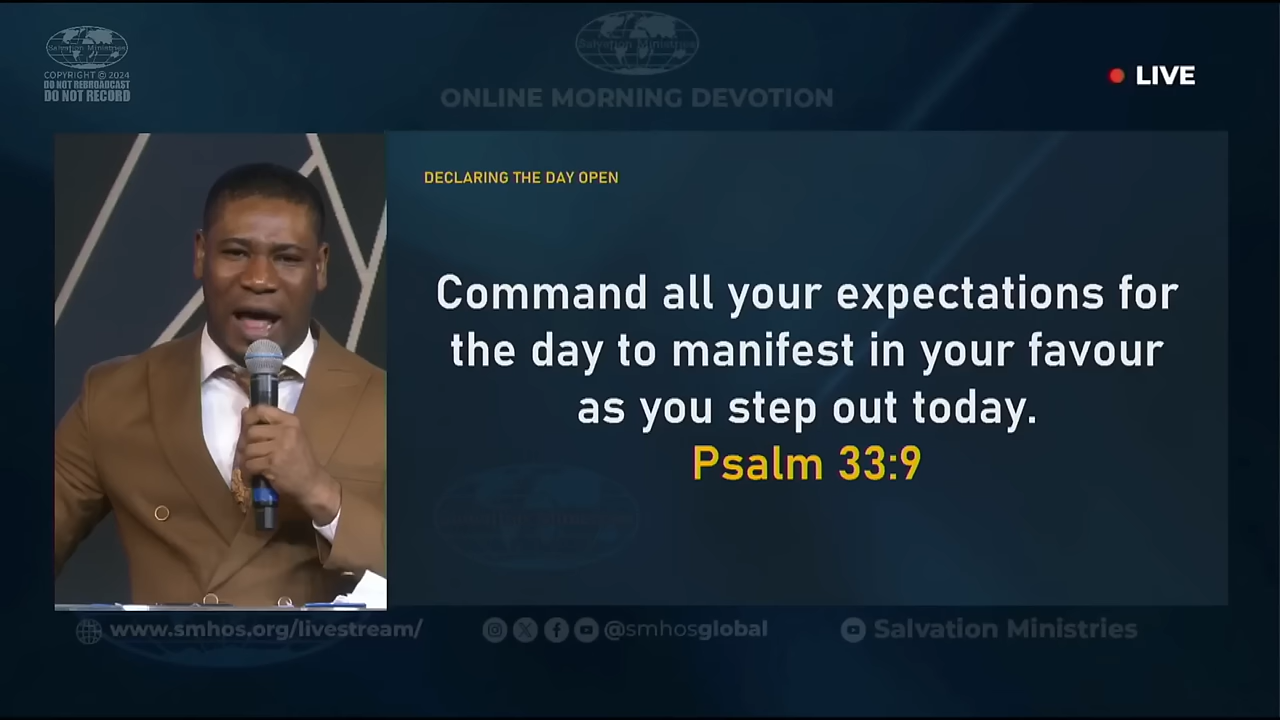 Salvation Ministries
COPYRIGHT © 2024
DO NOT REBROADCAST
DO NOT RECORD
Salvation Ministries
ONLINE MORNING DEVOTION
LIVE
DECLARING THE DAY OPEN
Command all your expectations for
the day to manifest in your favour
as you step out today.
Psalm 33:9
www.smhos.org/livestream/
@smhosglobal
Salvation Ministries